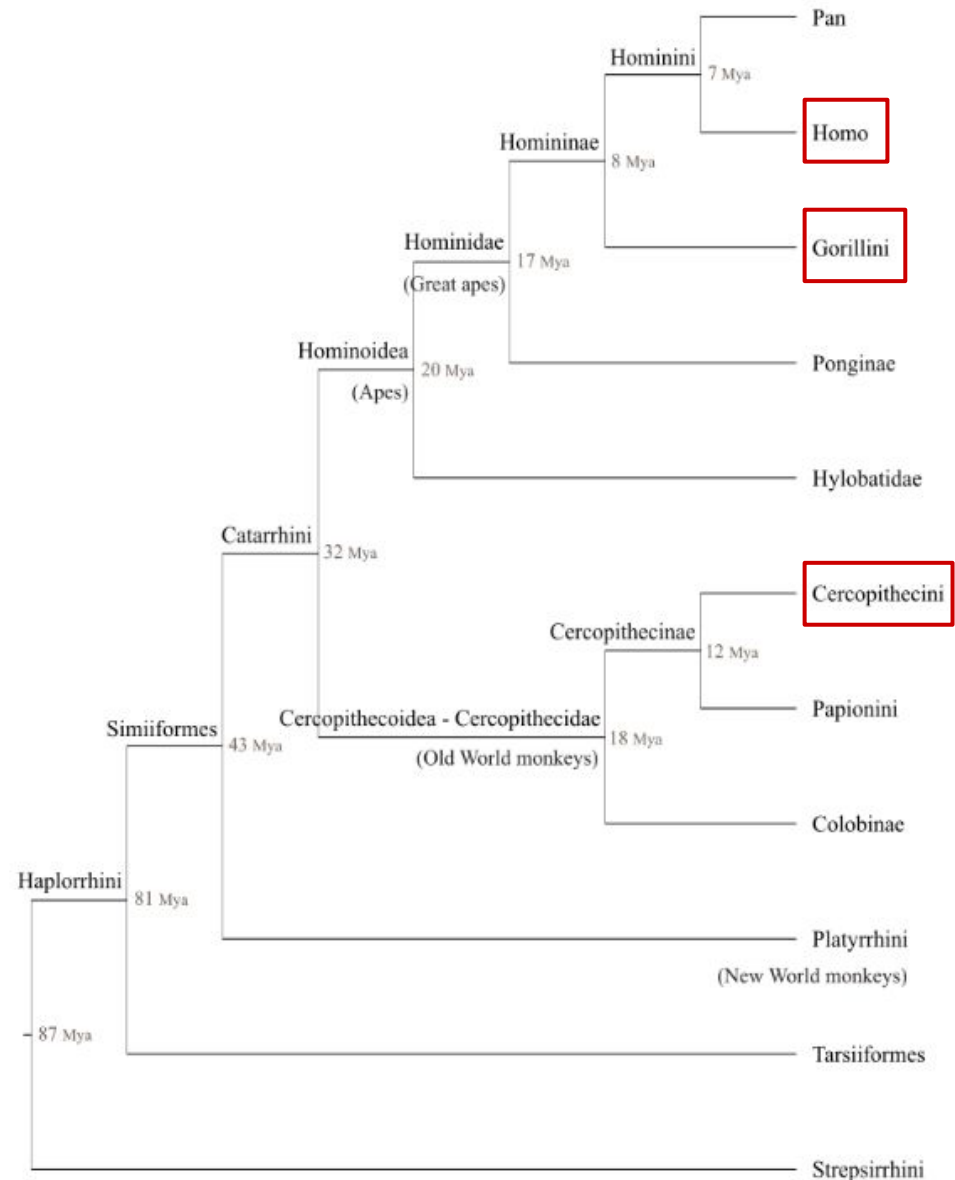 Pan
Hominini
7 Mya
Homo
Homininae
8 Mya
Hominidae
Gorillini
(Great apes)
17 Mya
Hominoidea
Ponginae
20 Mya
(Apes)
Hylobatidae
Catarrhini
32 Mya
Cercopithecini
Cercopithecinae
12 Mya
Papionini
Cercopithecoidea - Cercopithecidae
Simiiformes
18 Mya
43 Mya
(Old World monkeys)
Colobinae
Haplorrhini
81 Mya
Platyrrhini
(New World monkeys)
87 Mya
Tarsiiformes
Strepsirrhini